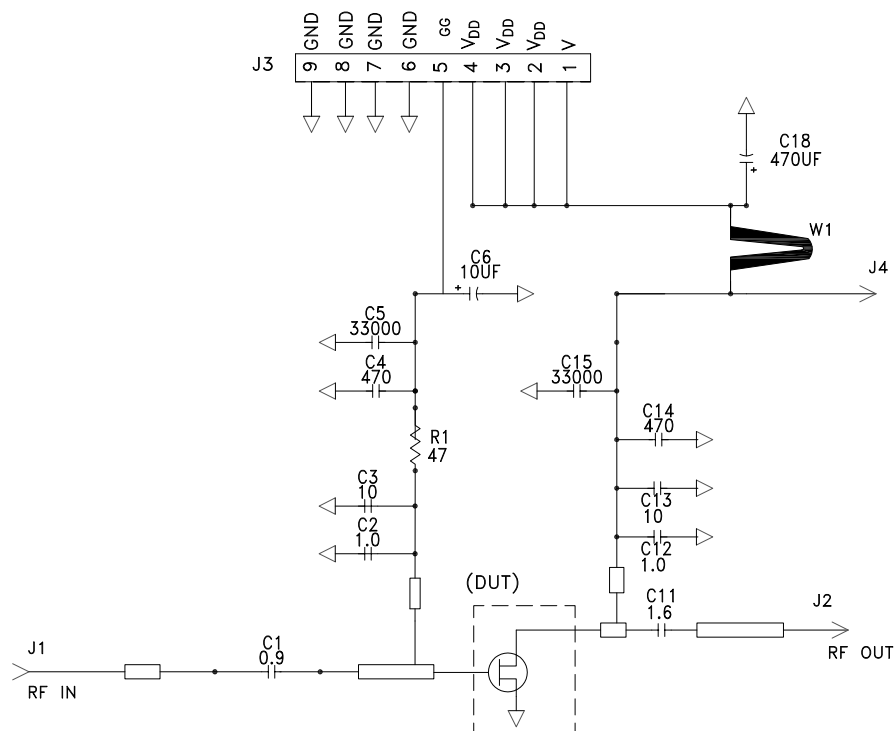 GND
GND
GND
GND
GG
VDD
VDD
VDD
V
J3
9 8 7 6 5 4 3 2 1
C18
470UF
W1
J4
C6
10UF
C5
33000
C4
470
C15
33000
C14
470
R1
47
C3
10
C13
10
C2
1.0
C12
1.0
(DUT)
C11
1.6
J2
RF OUT
J1
C1
0.9
RF IN